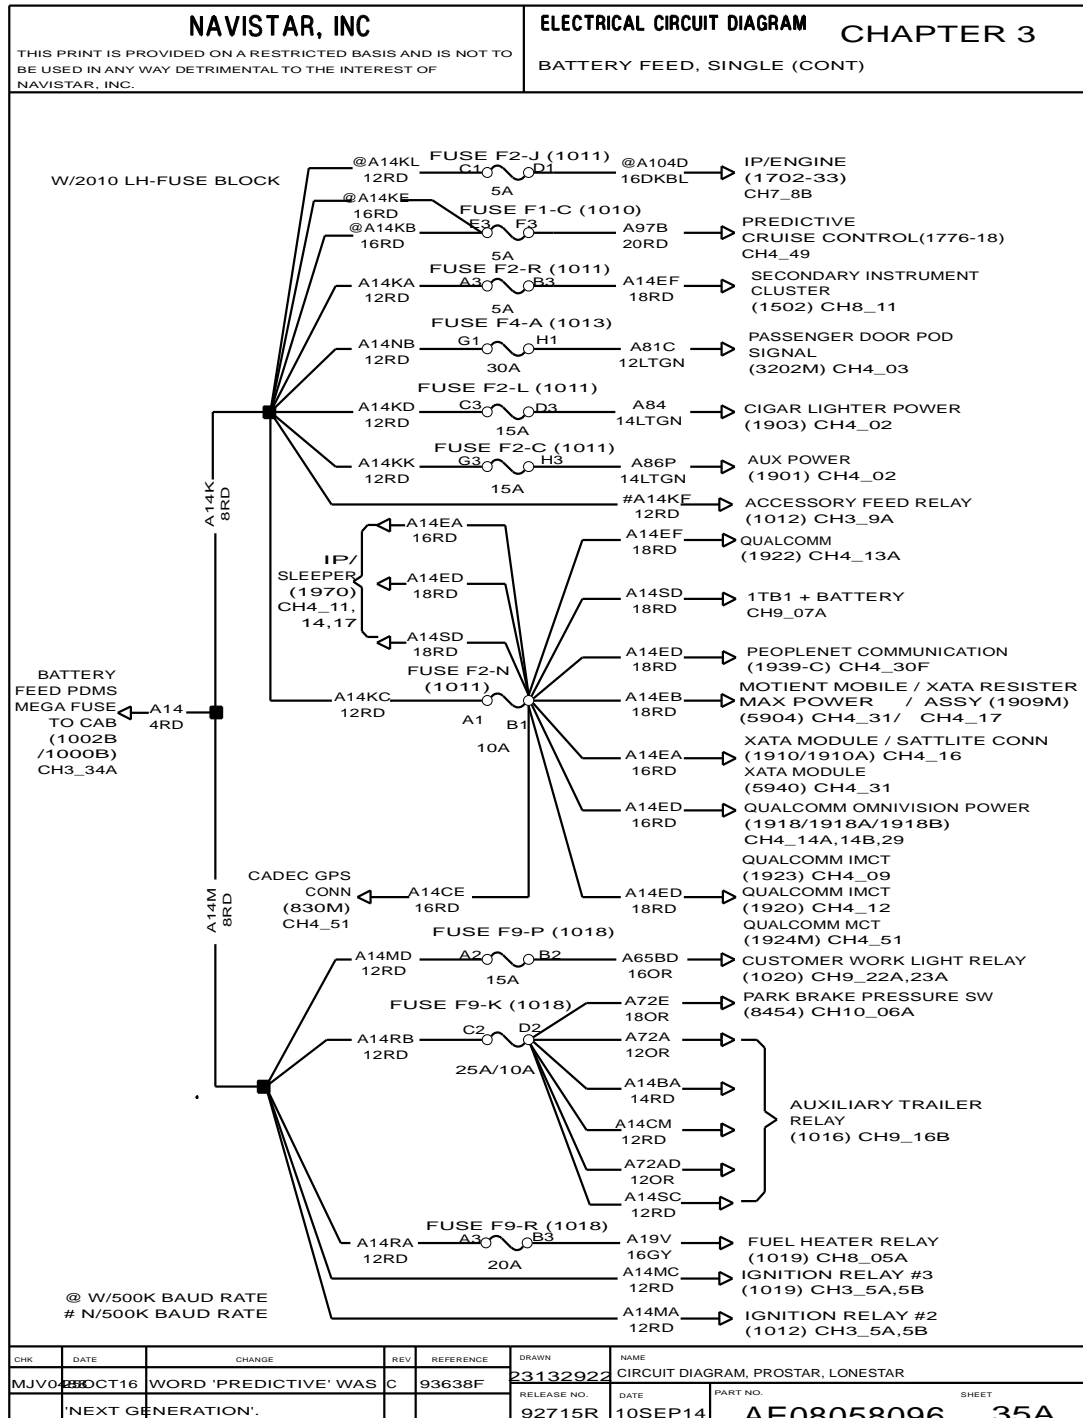 NAVISTAR, INC
THIS PRINT IS PROVIDED ON A RESTRICTED BASIS AND IS NOT TO
BE USED IN ANY WAY DETRIMENTAL TO THE INTEREST OF
NAVISTAR, INC.
ELECTRICAL CIRCUIT DIAGRAM
CHAPTER 3
BATTERY FEED, SINGLE (CONT)
W/2010 LH-FUSE BLOCK
@A14KL
12RD
FUSE F2-J (1011)
C1 D1
5A
@A104D
16DKBL
IP/ENGINE
(1702-33)
CH7_8B
@A14KE
16RD
@A14KB
16RD
FUSE F1-C (1010)
E3 F3
5A
A97B
20RD
PREDICTIVE
CRUISE CONTROL(1776-18)
CH4_49
A14KA
12RD
FUSE F2-R (1011)
A3 B3
5A
A14EF
18RD
SECONDARY INSTRUMENT
CLUSTER
(1502) CH8_11
A14NB
12RD
FUSE F4-A (1013)
G1 H1
30A
A81C
12LTGN
PASSENGER DOOR POD
SIGNAL
(3202M) CH4_03
A14KD
12RD
FUSE F2-L (1011)
C3 D3
15A
A84
14LTGN
CIGAR LIGHTER POWER
(1903) CH4_02
A14KK
12RD
FUSE F2-C (1011)
G3 H3
15A
A86P
14LTGN
AUX POWER
(1901) CH4_02
#A14KF
12RD
ACCESSORY FEED RELAY
(1012) CH3_9A
A14K
8RD
A14EA
16RD
A14ED
18RD
A14SD
18RD
IP/
SLEEPER
(1970)
CH4_11,
14,17
A14EF
18RD
QUALCOMM
(1922) CH4_13A
A14SD
18RD
1TB1 + BATTERY
CH9_07A
A14ED
18RD
PEOPLENET COMMUNICATION
(1939-C) CH4_30F
FUSE F2-N
(1011)
A14KC
12RD
A1 B1
10A
A14EB
18RD
MOTIENT MOBILE / XATA RESISTER
MAX POWER / ASSY (1909M)
(5904) CH4_31/ CH4_17
BATTERY
FEED PDMS
MEGA FUSE
TO CAB
(1002B
/1000B)
CH3_34A
A14
4RD
A14EA
16RD
XATA MODULE / SATTLITE CONN
(1910/1910A) CH4_16
XATA MODULE
(5940) CH4_31
A14ED
16RD
QUALCOMM OMNIVISION POWER
(1918/1918A/1918B)
CH4_14A,14B,29
A14M
8RD
CADEC GPS
CONN
(830M)
CH4_51
A14CE
16RD
A14ED
18RD
QUALCOMM IMCT
(1923) CH4_09
QUALCOMM IMCT
(1920) CH4_12
QUALCOMM MCT
(1924M) CH4_51
A14MD
12RD
FUSE F9-P (1018)
A2 B2
15A
A65BD
16OR
CUSTOMER WORK LIGHT RELAY
(1020) CH9_22A,23A
A14RB
12RD
FUSE F9-K (1018)
C2 D2
25A/10A
A72E
18OR
PARK BRAKE PRESSURE SW
(8454) CH10_06A
A72A
12OR
A14BA
14RD
A14CM
12RD
A72AD
12OR
A14SC
12RD
AUXILIARY TRAILER
RELAY
(1016) CH9_16B
A14RA
12RD
FUSE F9-R (1018)
A3 B3
20A
A19V
16GY
FUEL HEATER RELAY
(1019) CH8_05A
A14MC
12RD
IGNITION RELAY #3
(1019) CH3_5A,5B
A14MA
12RD
IGNITION RELAY #2
(1012) CH3_5A,5B
@ W/500K BAUD RATE
# N/500K BAUD RATE
CHK DATE CHANGE REV REFERENCE
OCT16 WORD 'PREDICTIVE' WAS C 93638F
'NEXT GENERATION'.
DRAWN
23132922
NAME
CIRCUIT DIAGRAM, PROSTAR, LONESTAR
RELEASE NO.
92715R
DATE
10SEP14
PART NO.
AE08058096
SHEET
35A